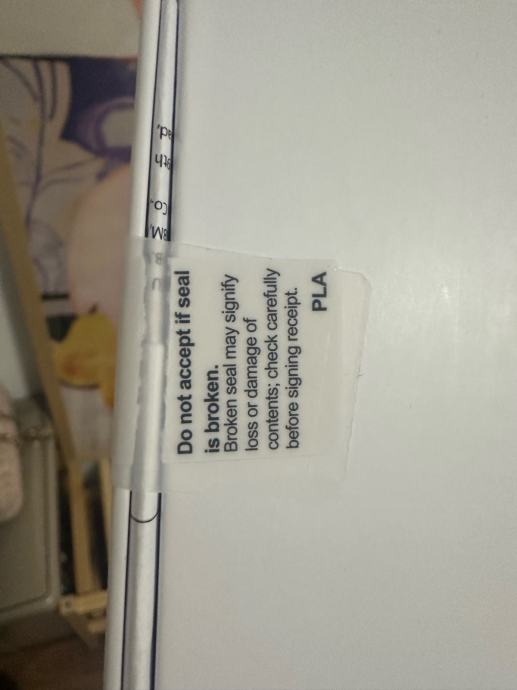 Do not accept if seal
is broken.
Broken seal may signify
loss or damage of
contents; check carefully
before signing receipt.
PLA
Co.,